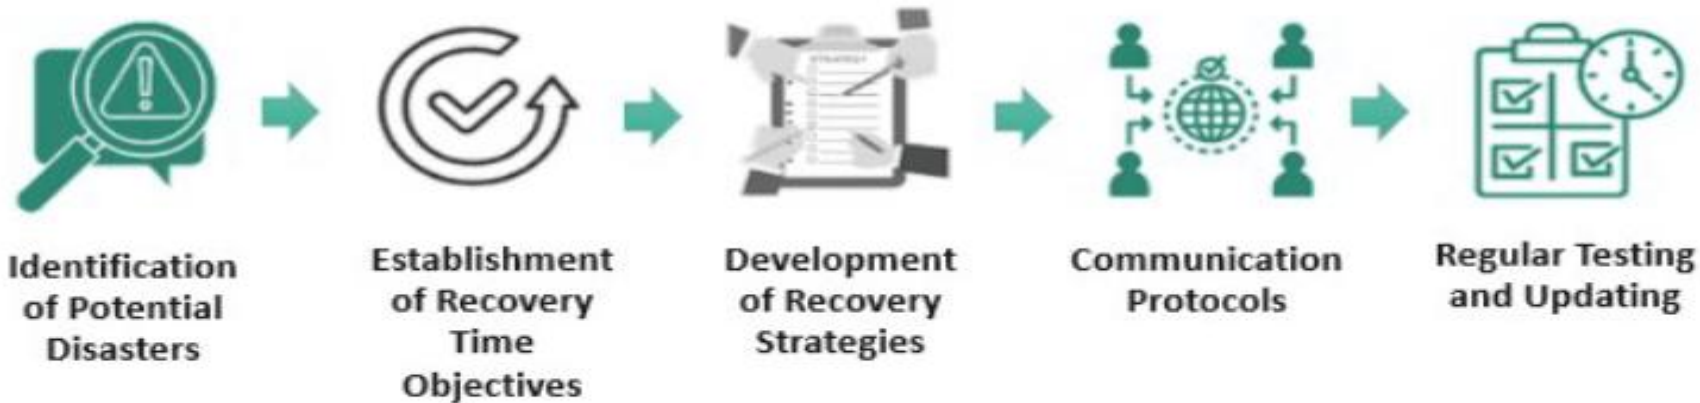 Identification
of Potential
Disasters
Establishment
of Recovery
Time
Objectives
STRATEGY
Development
of Recovery
Strategies
Communication
Protocols
Regular Testing
and Updating